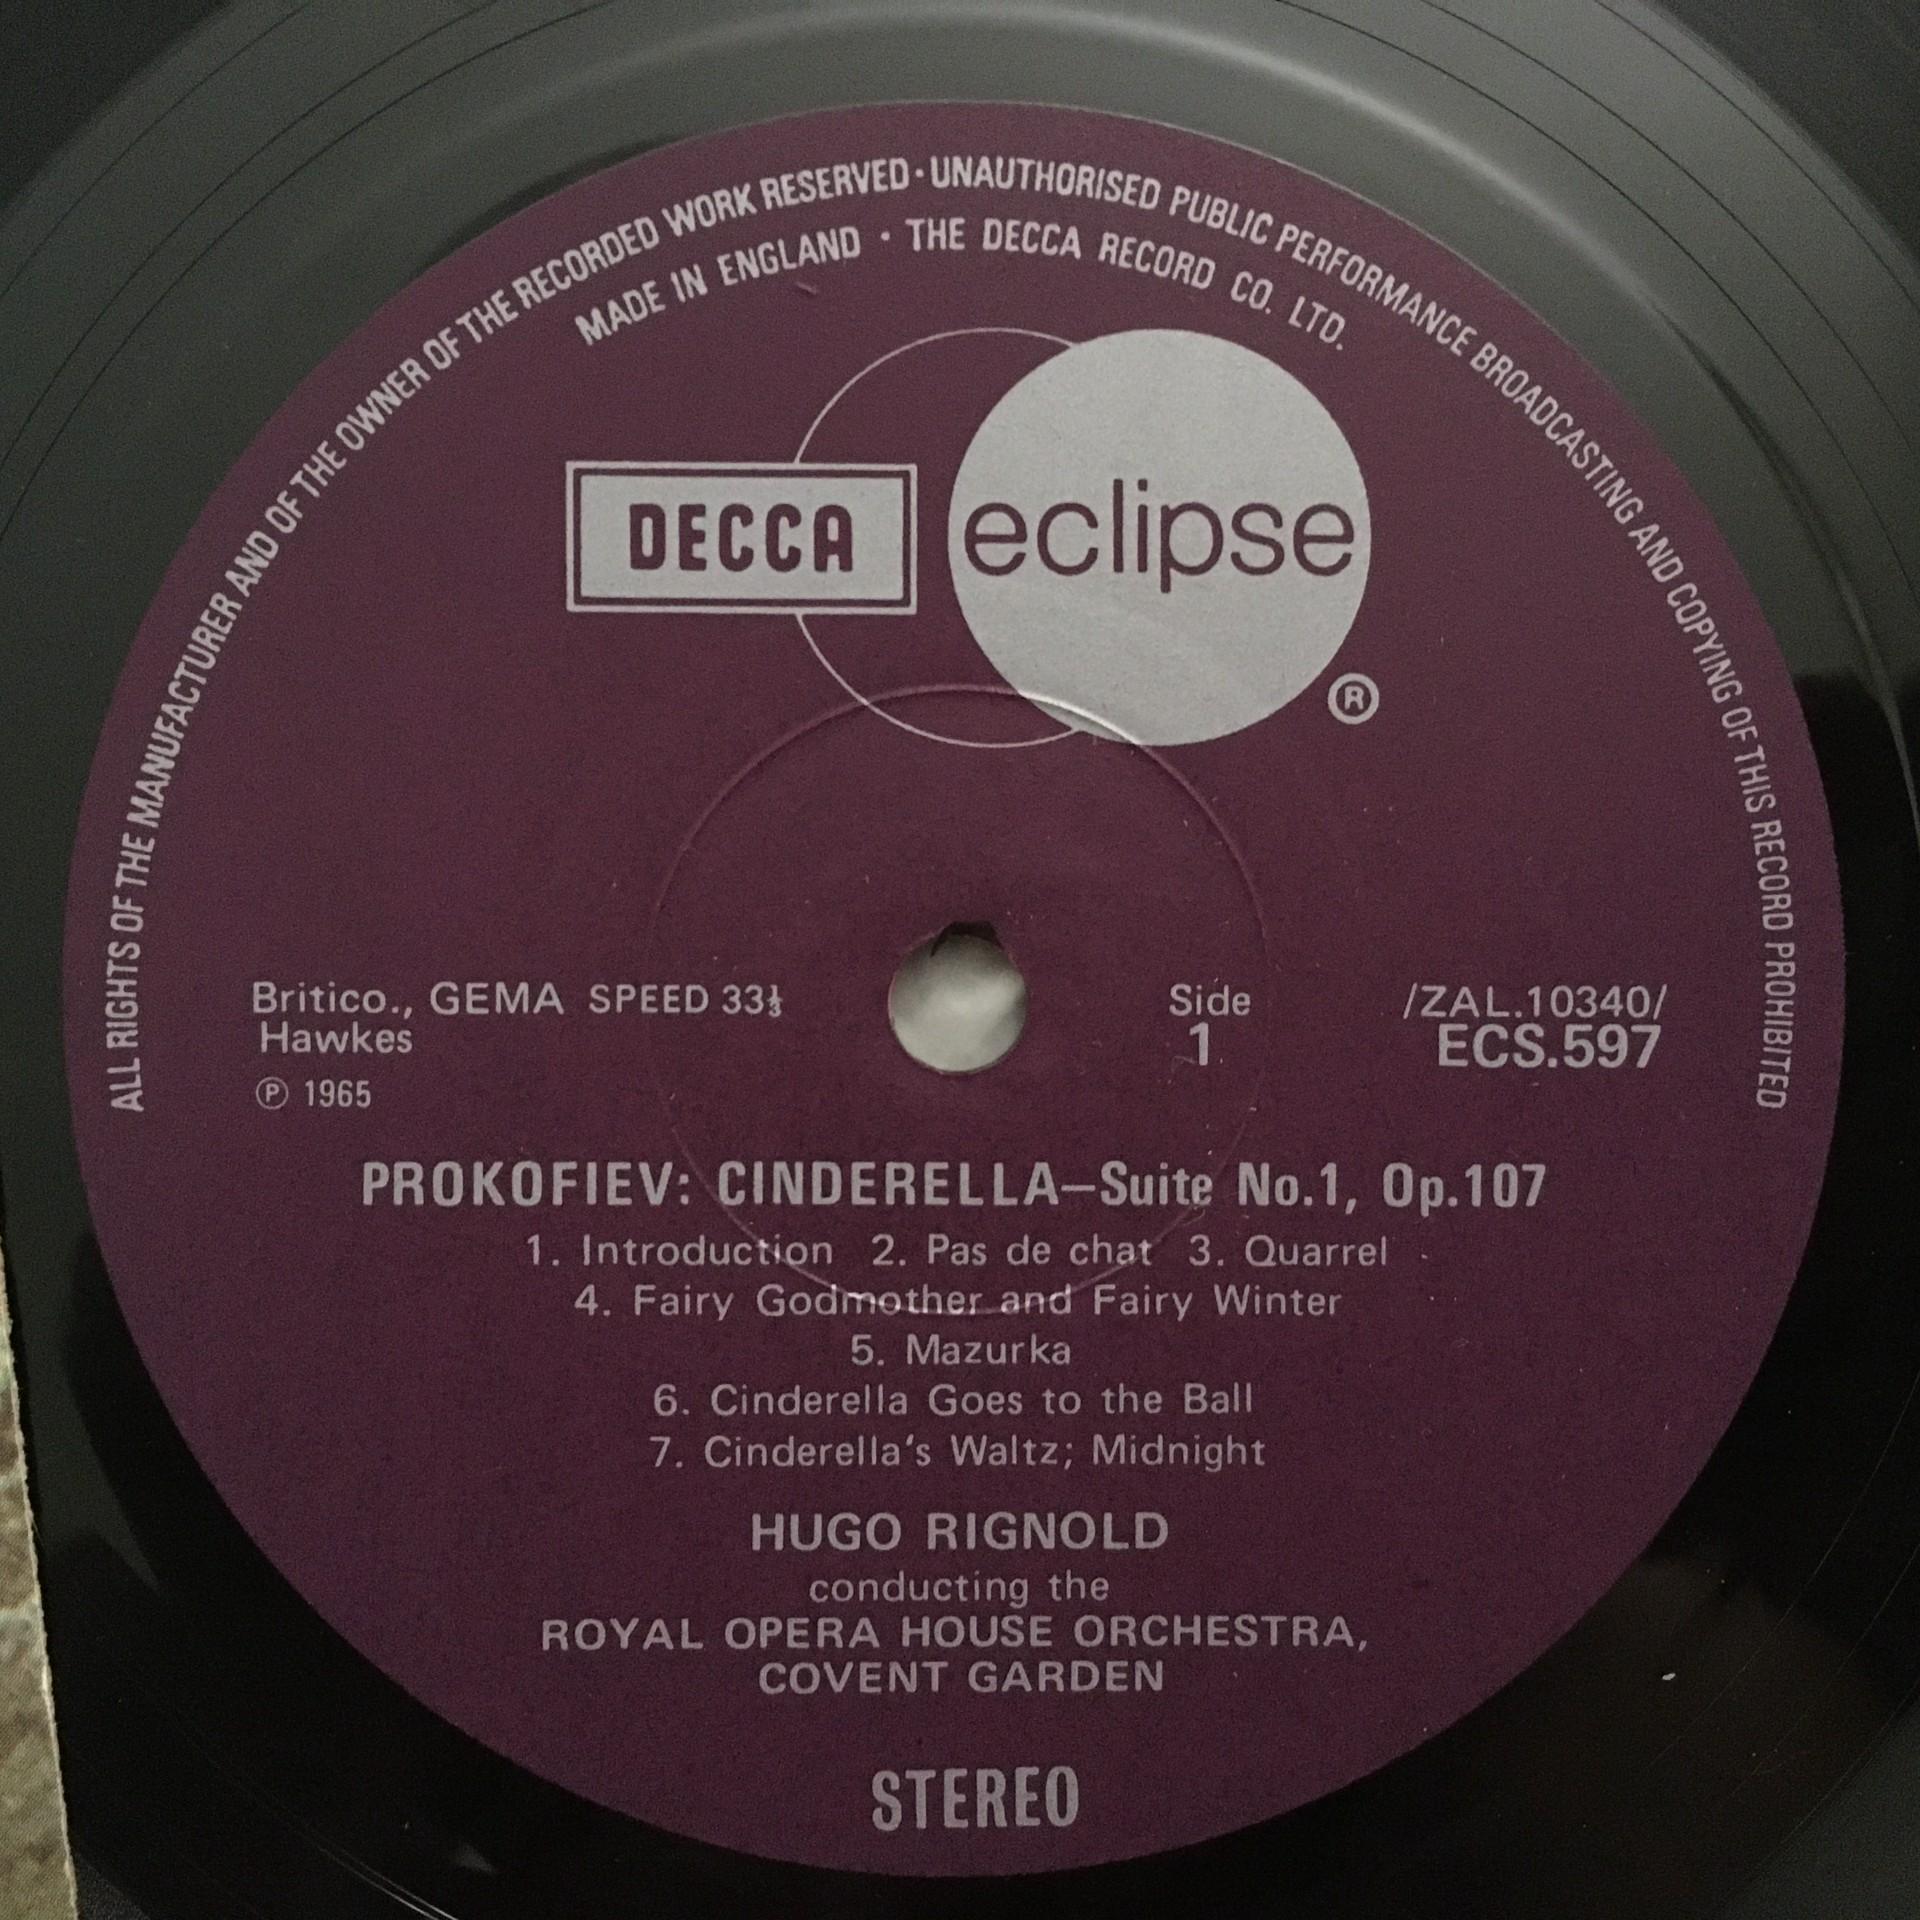 ALL RIGHTS OF THE MANUFACTURER AND OF THE OWNER OF THE RECORDED WORK RESERVED · UNAUTHORISED PUBLIC PERFORMANCE BROADCASTING AND COPYING OF THIS RECORD PROHIBITED
MADE IN ENGLAND · THE DECCA RECORD CO. LTD.
DECCA eclipse
®
Britico., GEMA SPEED 33⅓ Side /ZAL.10340/
Hawkes 1 ECS.597
℗ 1965
PROKOFIEV: CINDERELLA—Suite No.1, Op.107
1. Introduction 2. Pas de chat 3. Quarrel
4. Fairy Godmother and Fairy Winter
5. Mazurka
6. Cinderella Goes to the Ball
7. Cinderella's Waltz; Midnight
HUGO RIGNOLD
conducting the
ROYAL OPERA HOUSE ORCHESTRA,
COVENT GARDEN
STEREO